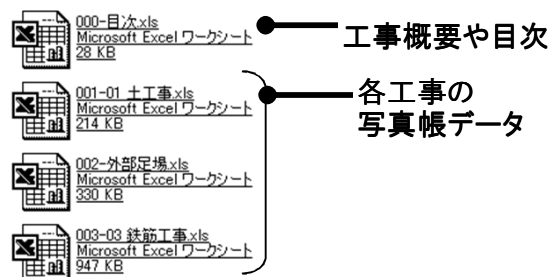 000-目次.xls
Microsoft Excel ワークシート
28 KB
工事概要や目次
001-01 土工事.xls
Microsoft Excel ワークシート
214 KB
各工事の
写真帳データ
002-外部足場.xls
Microsoft Excel ワークシート
330 KB
003-03 鉄筋工事.xls
Microsoft Excel ワークシート
947 KB